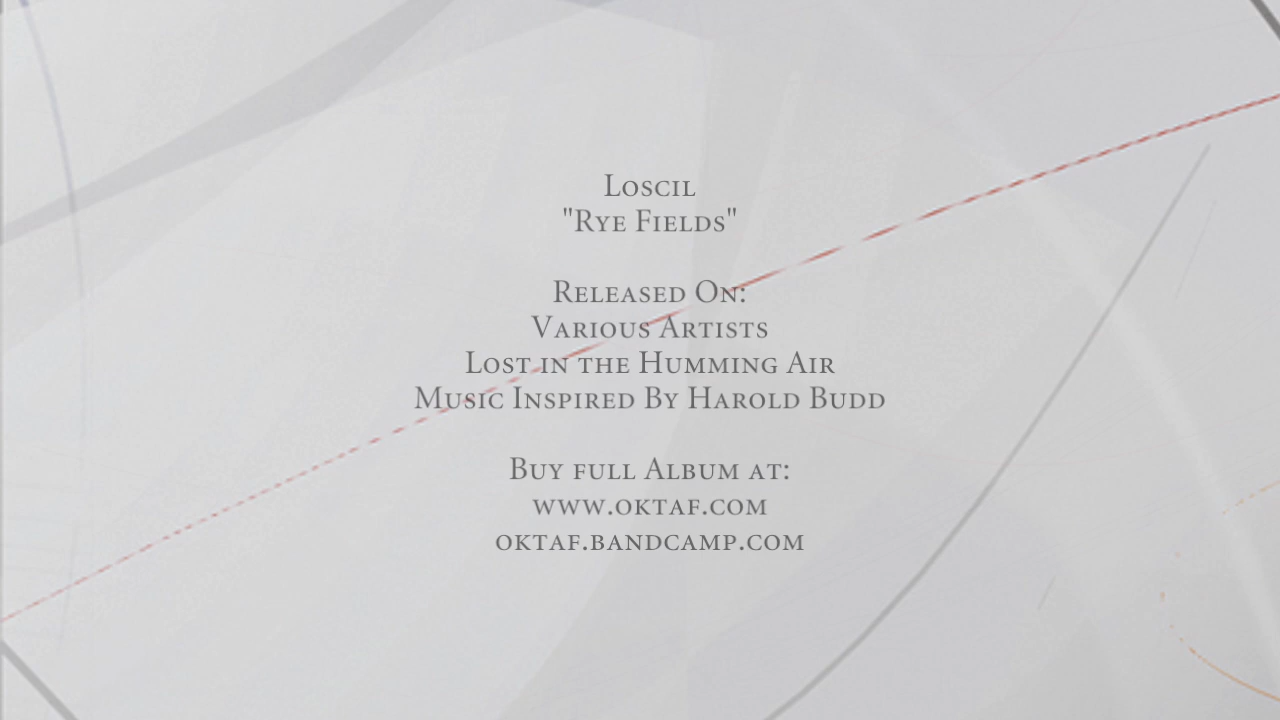 Loscil
"Rye Fields"
Released On:
Various Artists
Lost in the Humming Air
Music Inspired By Harold Budd
Buy full Album at:
www.oktaf.com
oktaf.bandcamp.com